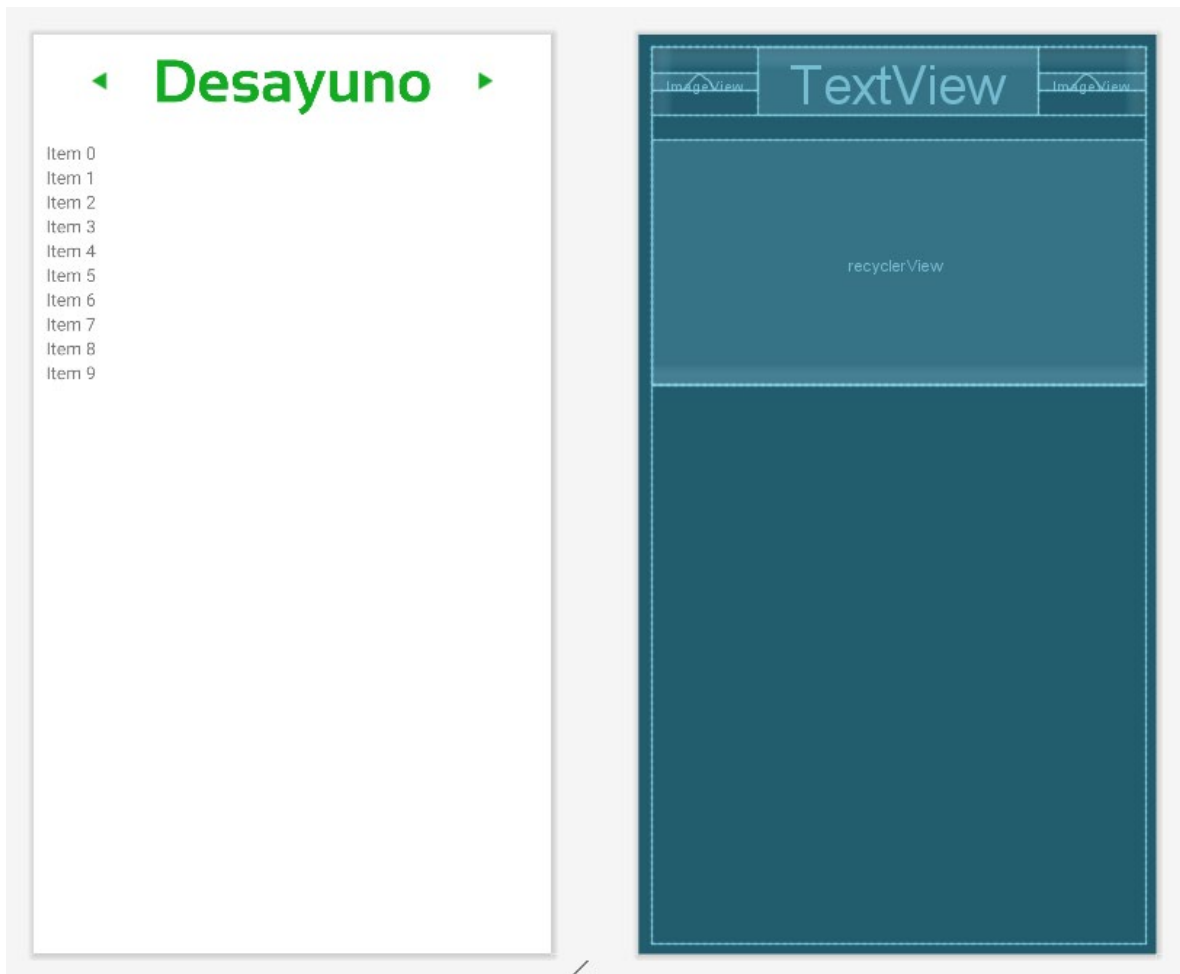 Desayuno
Item 0
Item 1
Item 2
Item 3
Item 4
Item 5
Item 6
Item 7
Item 8
Item 9
ImageView TextView ImageView
recyclerView